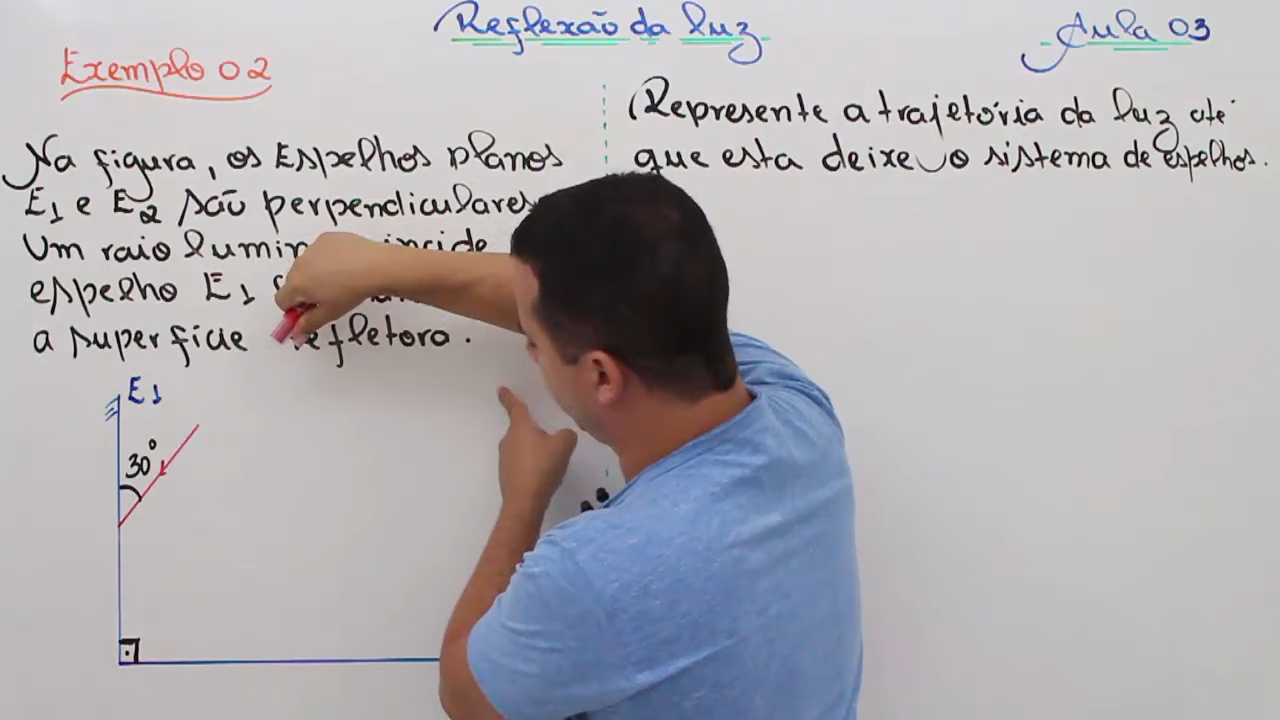 Reflexão da luz
Aula 03
Exemplo 02
Na figura, os Espelhos planos
E1 e E2 são perpendiculares
Um raio incide
espelho E1
a superfície refletora.
Represente a trajetória da luz até
que esta deixe o sistema de espelhos.
E1
30°